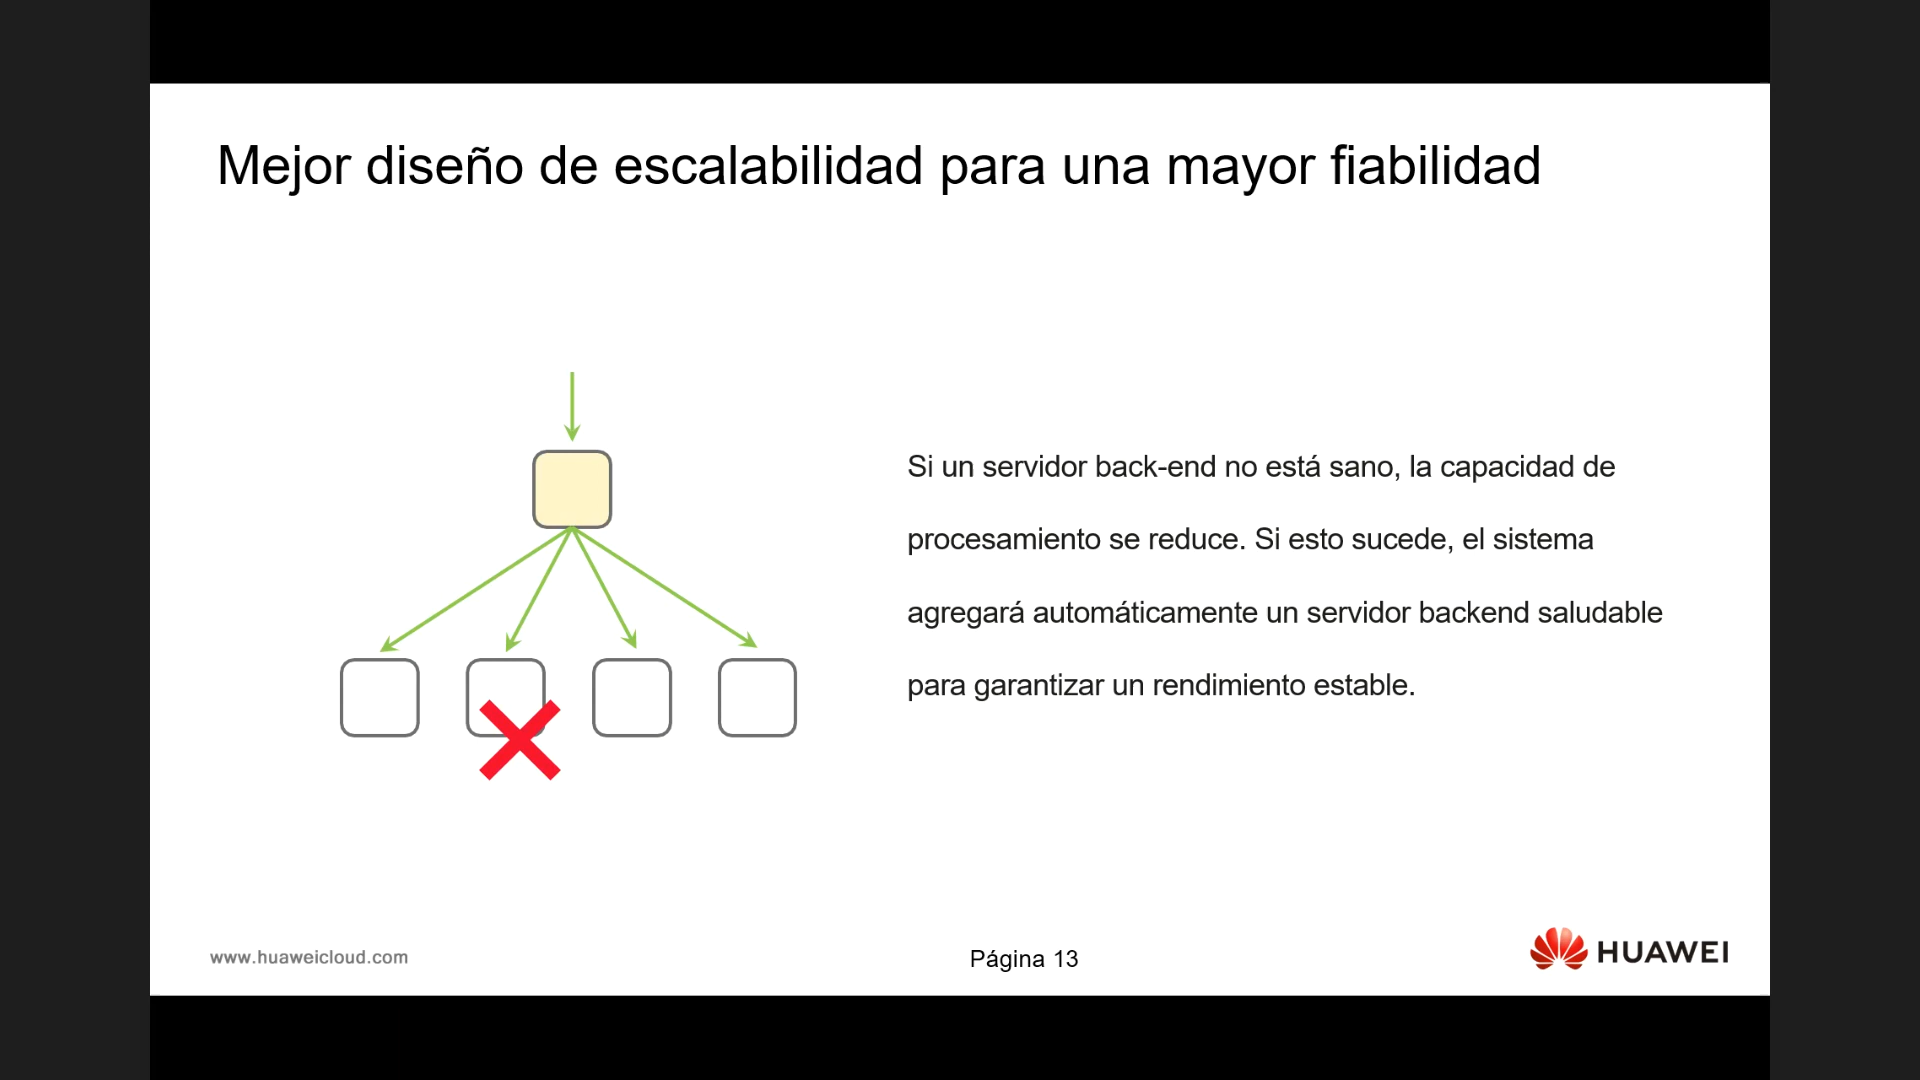 Mejor diseño de escalabilidad para una mayor fiabilidad
Si un servidor back-end no está sano, la capacidad de
procesamiento se reduce. Si esto sucede, el sistema
agregará automáticamente un servidor backend saludable
para garantizar un rendimiento estable.
www.huaweicloud.com
Página 13
HUAWEI